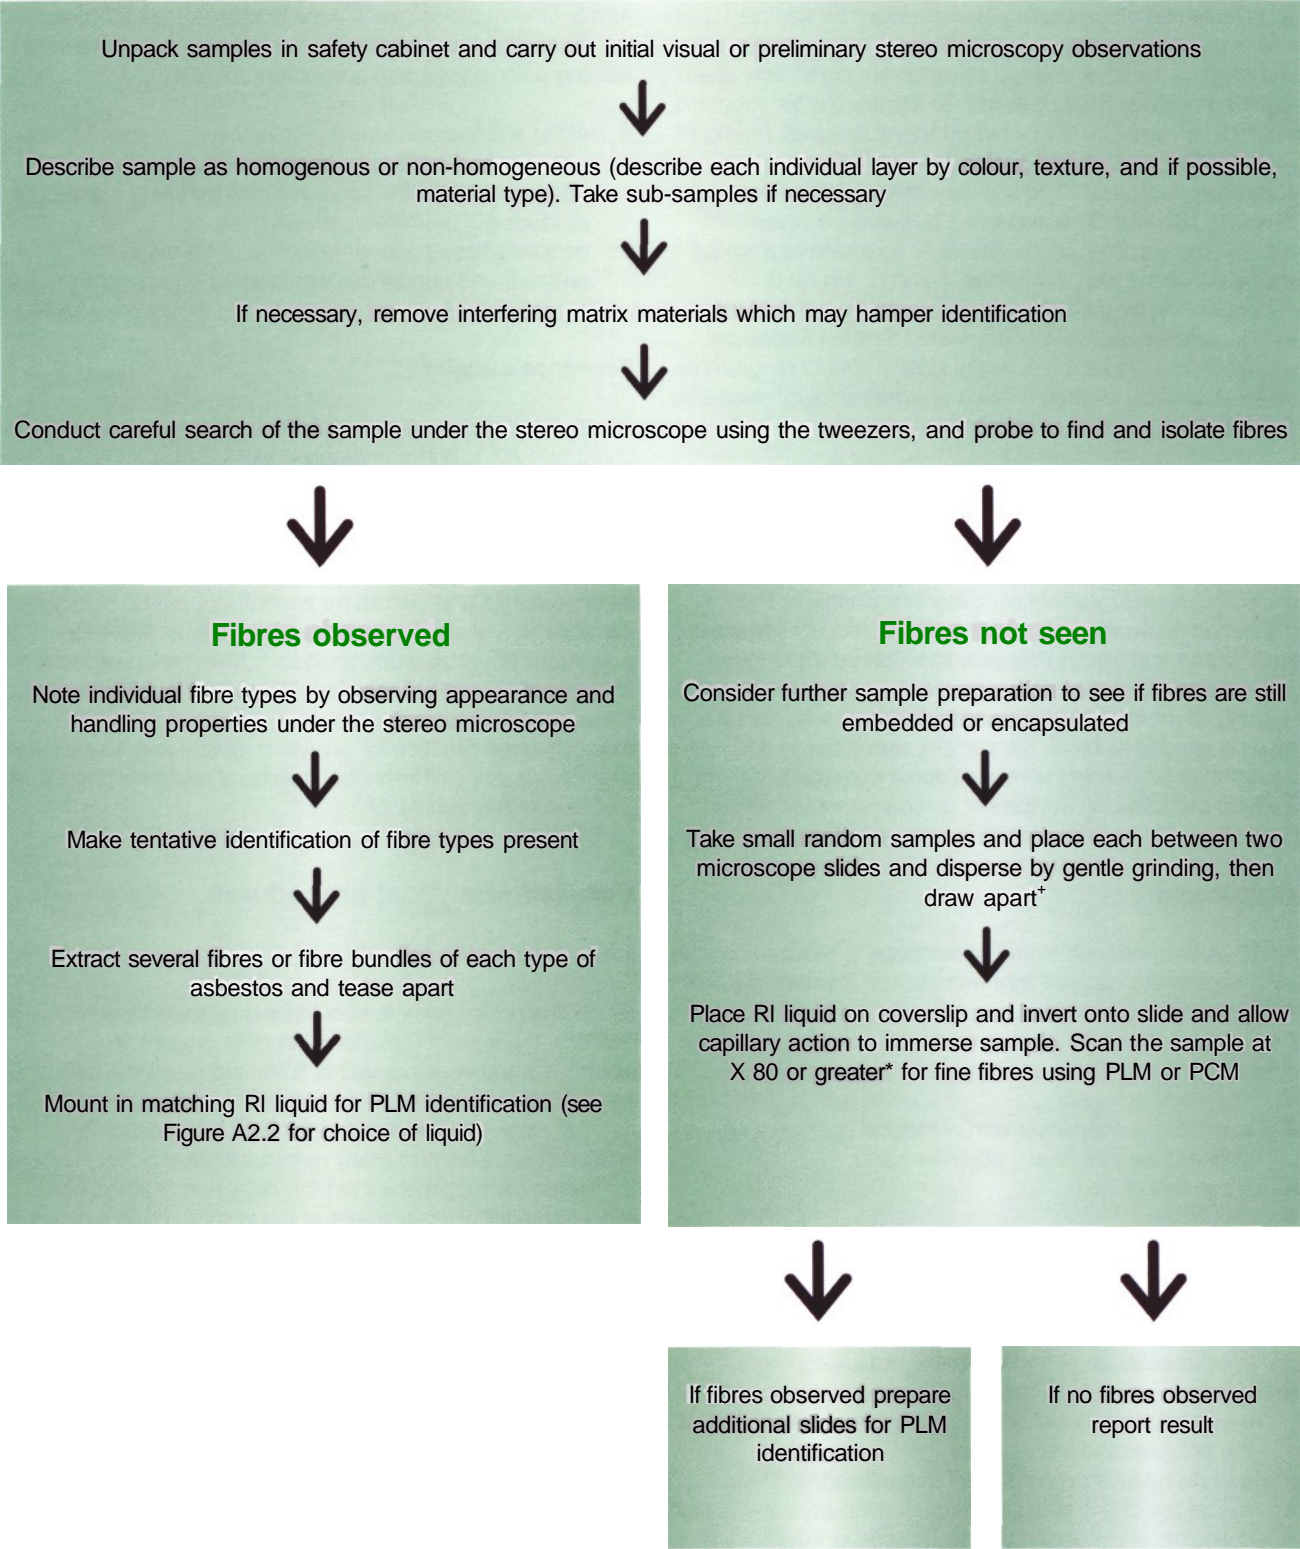 Unpack samples in safety cabinet and carry out initial visual or preliminary stereo microscopy observations
Describe sample as homogenous or non-homogeneous (describe each individual layer by colour, texture, and if possible,
material type). Take sub-samples if necessary
If necessary, remove interfering matrix materials which may hamper identification
Conduct careful search of the sample under the stereo microscope using the tweezers, and probe to find and isolate fibres
Fibres observed
Note individual fibre types by observing appearance and
handling properties under the stereo microscope
Make tentative identification of fibre types present
Extract several fibres or fibre bundles of each type of
asbestos and tease apart
Mount in matching RI liquid for PLM identification (see
Figure A2.2 for choice of liquid)
Fibres not seen
Consider further sample preparation to see if fibres are still
embedded or encapsulated
Take small random samples and place each between two
microscope slides and disperse by gentle grinding, then
draw apart+
Place RI liquid on coverslip and invert onto slide and allow
capillary action to immerse sample. Scan the sample at
X 80 or greater* for fine fibres using PLM or PCM
If fibres observed prepare
additional slides for PLM
identification
If no fibres observed
report result